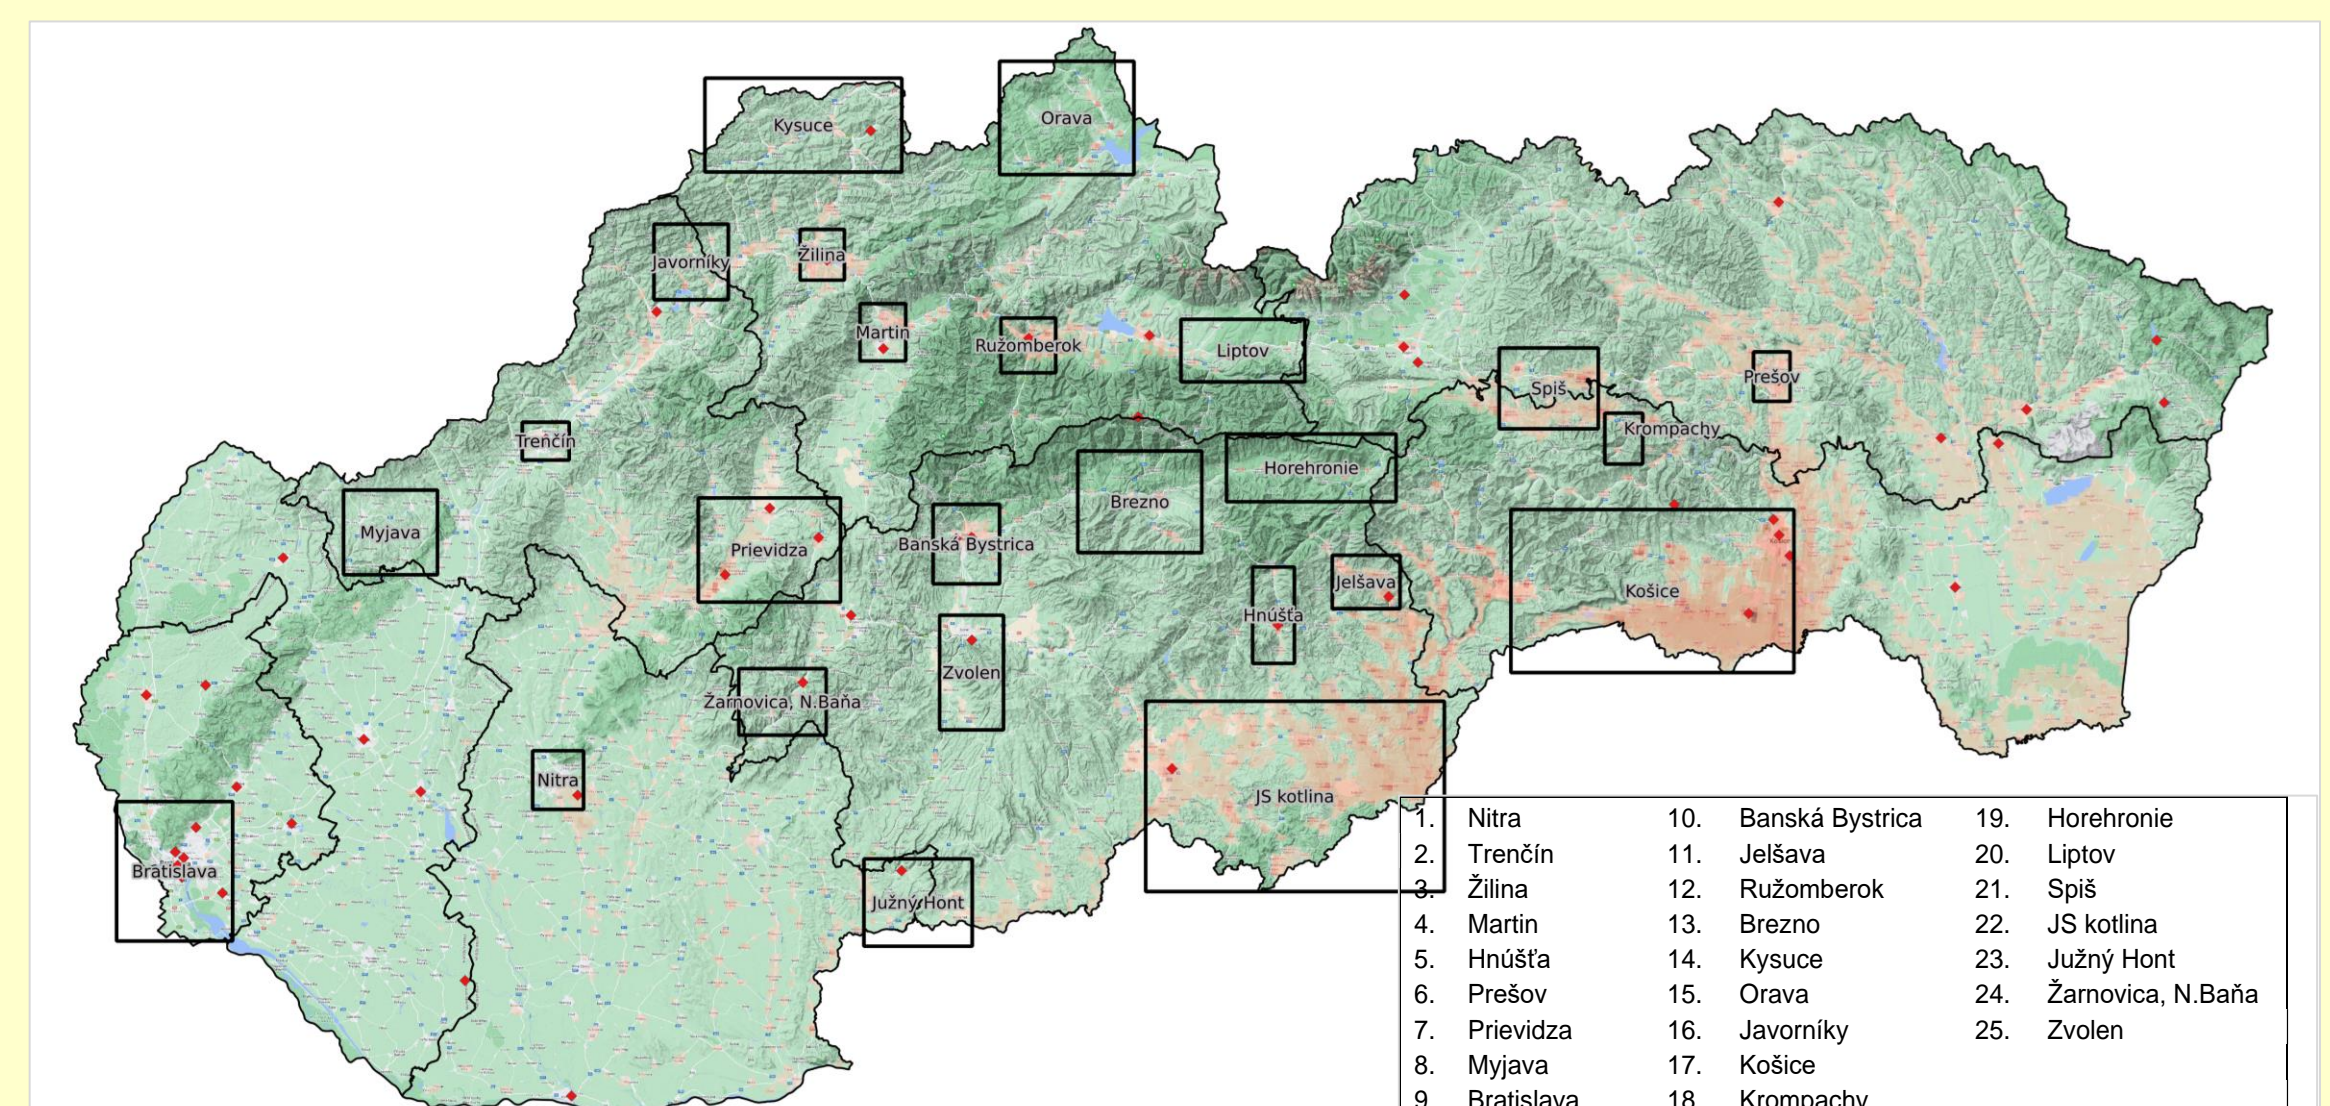 Kysuce
Orava
Javorníky
Žilina
Martin
Ružomberok
Liptov
Spiš
Prešov
Krompachy
Trenčín
Horehronie
Brezno
Myjava
Prievidza
Banská Bystrica
Jelšava
Košice
Hnúšťa
Zvolen
Žarnovica, N.Baňa
Nitra
JS kotlina
Bratislava
Južný Hont
1. Nitra
2. Trenčín
3. Žilina
4. Martin
5. Hnúšťa
6. Prešov
7. Prievidza
8. Myjava
9. Bratislava
10. Banská Bystrica
11. Jelšava
12. Ružomberok
13. Brezno
14. Kysuce
15. Orava
16. Javorníky
17. Košice
18. Krompachy
19. Horehronie
20. Liptov
21. Spiš
22. JS kotlina
23. Južný Hont
24. Žarnovica, N.Baňa
25. Zvolen